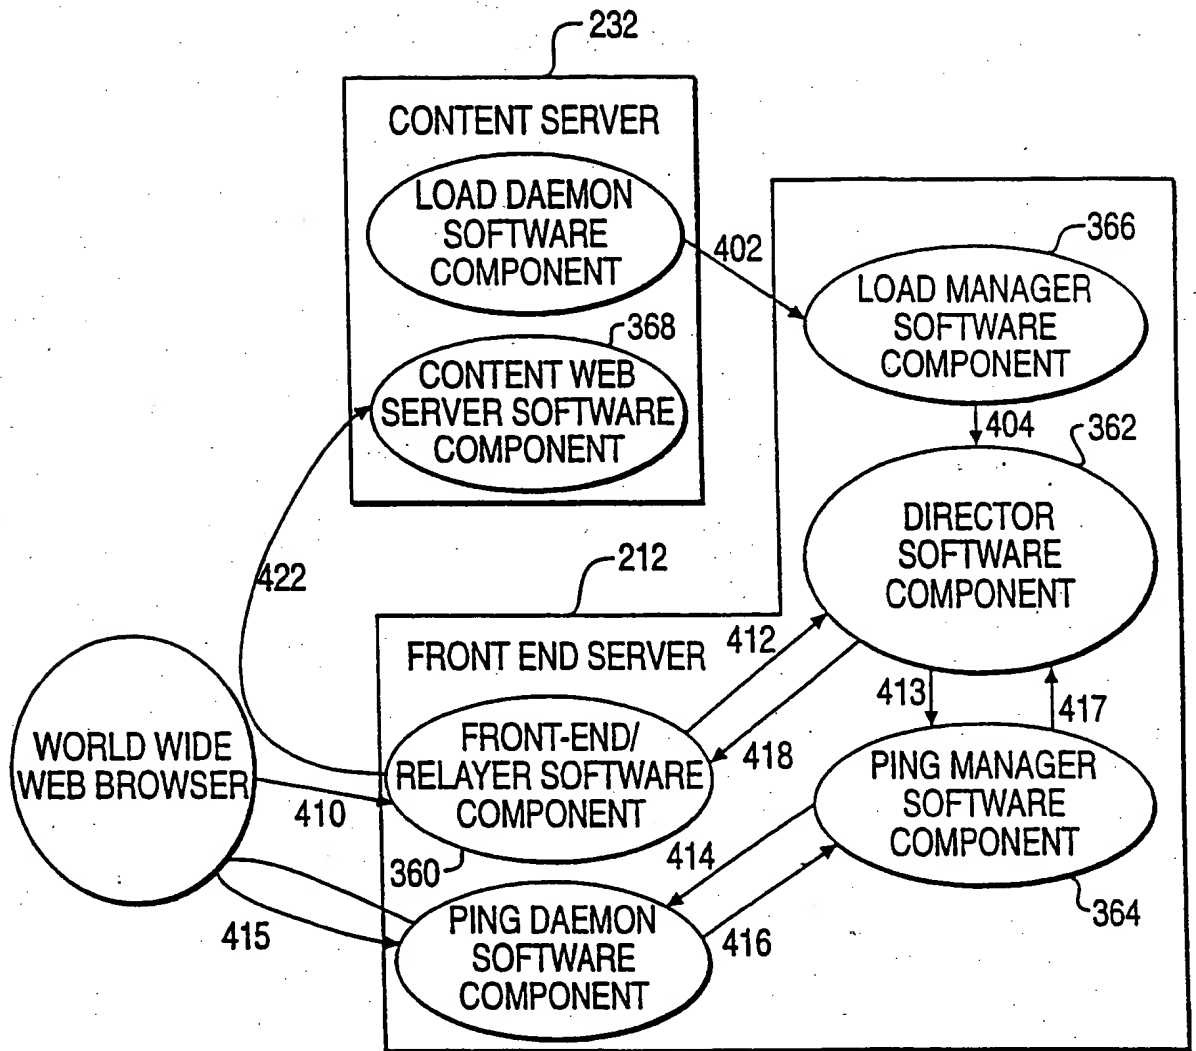 232
CONTENT SERVER
LOAD DAEMON
SOFTWARE
COMPONENT
402
366
LOAD MANAGER
SOFTWARE
COMPONENT
368
CONTENT WEB
SERVER SOFTWARE
COMPONENT
404
362
DIRECTOR
SOFTWARE
COMPONENT
422
212
FRONT END SERVER
412
413
417
WORLD WIDE
WEB BROWSER
FRONT-END/
RELAYER SOFTWARE
COMPONENT
418
PING MANAGER
SOFTWARE
COMPONENT
410
360
414
364
415
PING DAEMON
SOFTWARE
COMPONENT
416